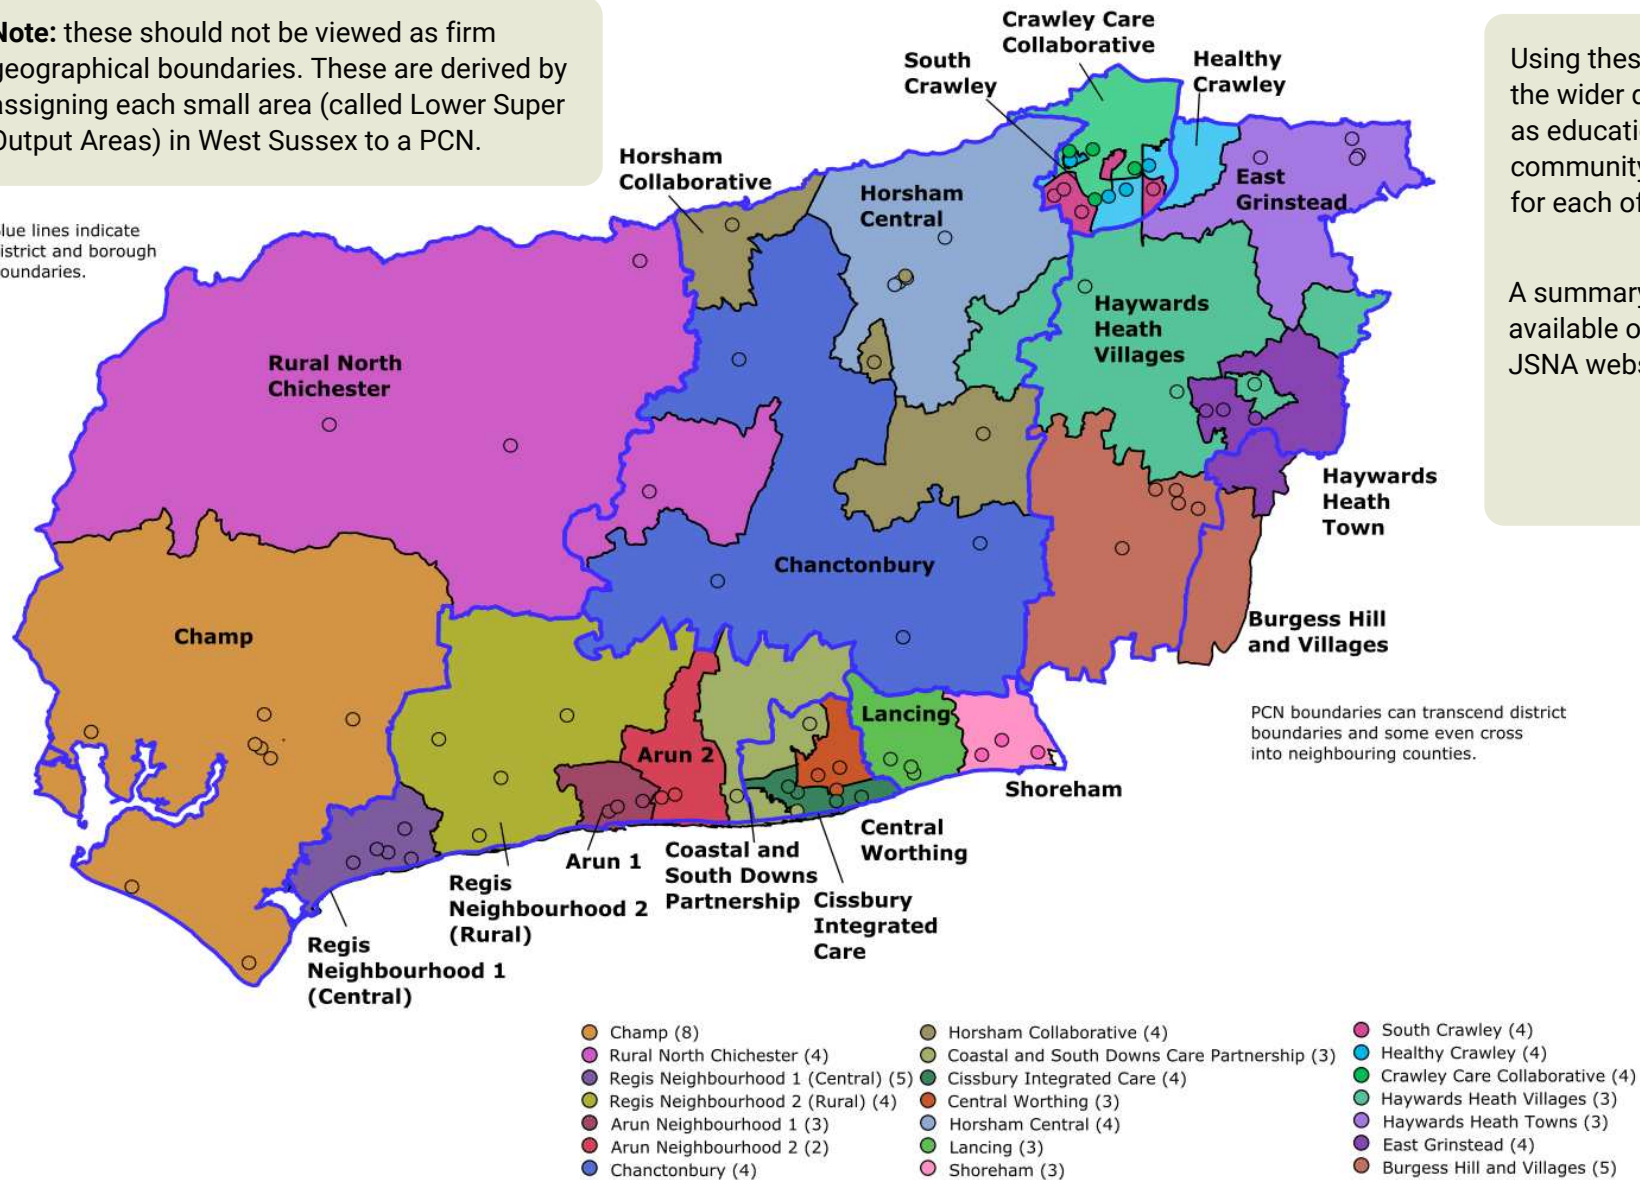 Note: these should not be viewed as firm
geographical boundaries. These are derived by
assigning each small area (called Lower Super
Output Areas) in West Sussex to a PCN.
lue lines indicate
istrict and borough
oundaries.
Crawley Care
Collaborative
South
Crawley
Healthy
Crawley
Horsham
Collaborative
Horsham
Central
East
Grinstead
Using thes
the wider d
as educati
community
for each of
A summary
available o
JSNA webs
Haywards
Heath
Villages
Rural North
Chichester
Haywards
Heath
Town
Chanctonbury
Champ
Burgess Hill
and Villages
PCN boundaries can transcend district
boundaries and some even cross
into neighbouring counties.
Lancing
Arun 2
Shoreham
Central
Worthing
Arun 1
Coastal and
South Downs
Partnership
Cissbury
Integrated
Care
Regis
Neighbourhood 2
(Rural)
Regis
Neighbourhood 1
(Central)
Champ (8)
Rural North Chichester (4)
Regis Neighbourhood 1 (Central) (5)
Regis Neighbourhood 2 (Rural) (4)
Arun Neighbourhood 1 (3)
Arun Neighbourhood 2 (2)
Chanctonbury (4)
Horsham Collaborative (4)
Coastal and South Downs Care Partnership (3)
Cissbury Integrated Care (4)
Central Worthing (3)
Horsham Central (4)
Lancing (3)
Shoreham (3)
South Crawley (4)
Healthy Crawley (4)
Crawley Care Collaborative (4)
Haywards Heath Villages (3)
Haywards Heath Towns (3)
East Grinstead (4)
Burgess Hill and Villages (5)